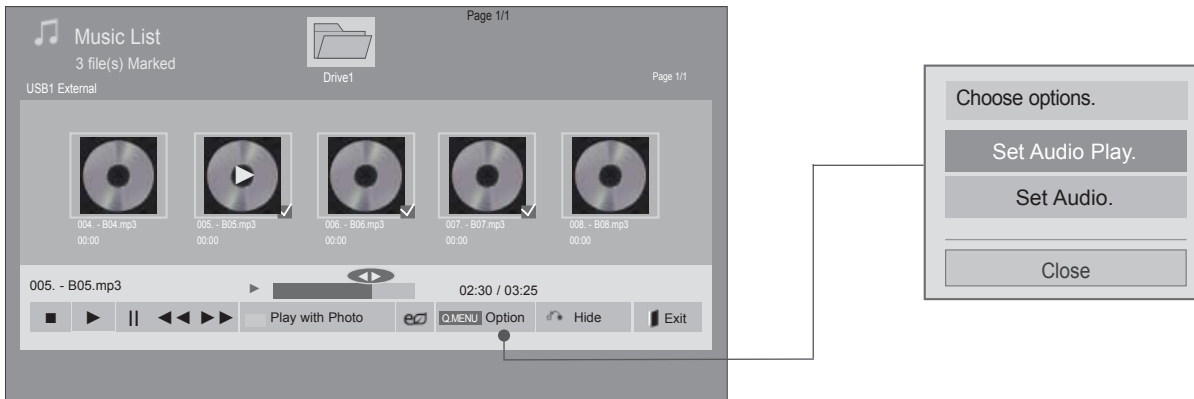 Page 1/1
Music List
3 file(s) Marked
Drive1
USB1 External
Page 1/1
004. - B04.mp3
00:00
005. - B05.mp3
00:00
006. - B06.mp3
00:00
007. - B07.mp3
00:00
008. - B08.mp3
00:00
005. - B05.mp3
02:30 / 03:25
■ ► II ◄◄ ►► Play with Photo Q.MENU Option Hide Exit
Choose options.
Set Audio Play.
Set Audio.
Close